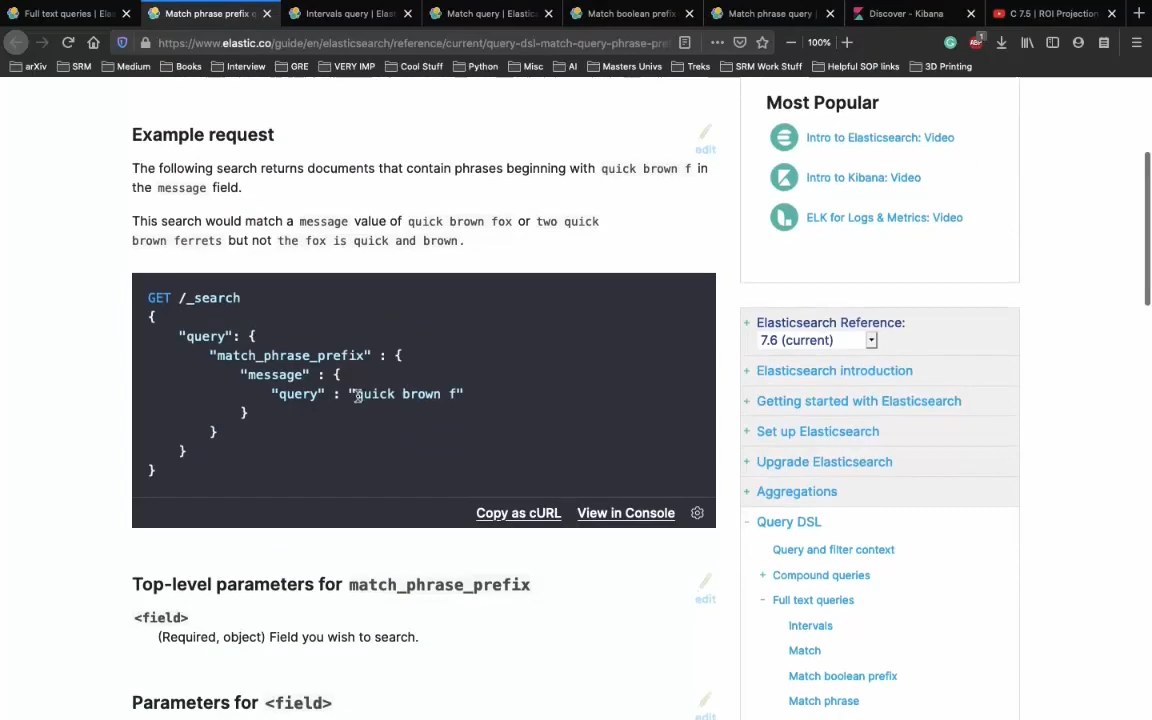 Full text queries | Ela
Match phrase prefix q
Intervals query | Elast
Match query | Elastic
Match boolean prefix
Match phrase query |
Discover - Kibana
C 7.5 | ROI Projection
https://www.elastic.co/guide/en/elasticsearch/reference/current/query-dsl-match-query-phrase-pre
100%
1
arXiv
SRM
Medium
Books
Interview
GRE
VERY IMP
Cool Stuff
Python
Misc
AI
Masters Univs
Treks
SRM Work Stuff
Helpful SOP links
3D Printing
Example request
edit
The following search returns documents that contain phrases beginning with quick brown f in
the message field.
This search would match a message value of quick brown fox or two quick
brown ferrets but not the fox is quick and brown.
GET /_search
{
"query": {
"match_phrase_prefix" : {
"message" : {
"query" : "quick brown f"
}
}
}
}
Copy as cURL
View in Console
Top-level parameters for match_phrase_prefix
edit
<field>
(Required, object) Field you wish to search.
Parameters for <field>
edit
Most Popular
Intro to Elasticsearch: Video
Intro to Kibana: Video
ELK for Logs & Metrics: Video
+ Elasticsearch Reference:
7.6 (current)
+ Elasticsearch introduction
+ Getting started with Elasticsearch
+ Set up Elasticsearch
+ Upgrade Elasticsearch
+ Aggregations
- Query DSL
Query and filter context
+ Compound queries
- Full text queries
Intervals
Match
Match boolean prefix
Match phrase